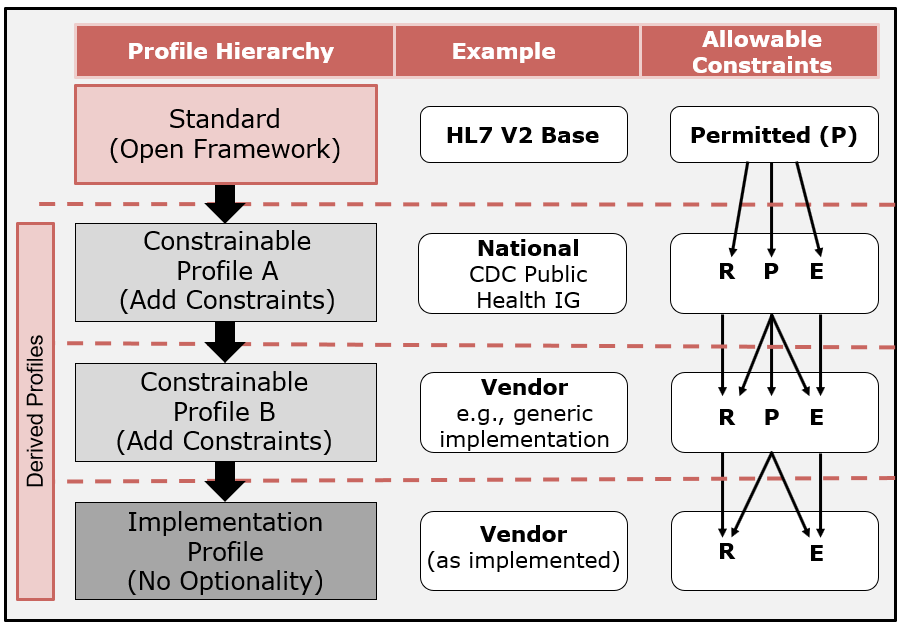 Profile Hierarchy
Example
Allowable
Constraints
Standard
(Open Framework)
HL7 V2 Base
Permitted (P)
Derived Profiles
Constrainable
Profile A
(Add Constraints)
National
CDC Public
Health IG
R P E
Constrainable
Profile B
(Add Constraints)
Vendor
e.g., generic
implementation
R P E
Implementation
Profile
(No Optionality)
Vendor
(as implemented)
R E